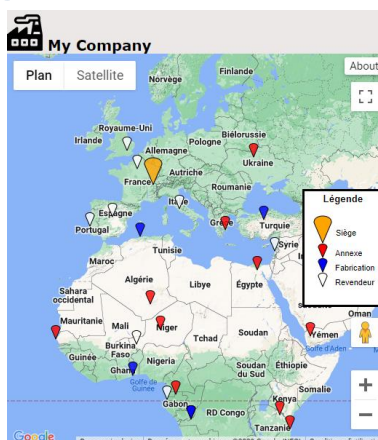 My Company
Plan
Satellite
About
Norvège
Finlande
Royaume-Uni
Irlande
Biélorussie
Pologne
Allemagne
Ukraine
France
Autriche
Roumanie
Espagne
Portugal
Grèce
Turquie
Légende
Siège
Annexe
Fabrication
Revendeur
Syrie
Tunisie
Maroc
Algérie
Libye
Égypte
Sahara
occidental
Oman
Mauritanie
Mali
Niger
Tchad
Soudan
Yémen
Golfe d'Aden
Burkina
Faso
Guinée
Ghana
Nigeria
Soudan
du Sud
Éthiopie
Golfe de
Guinée
Somalie
Gabon
RD Congo
Kenya
Tanzanie
Google